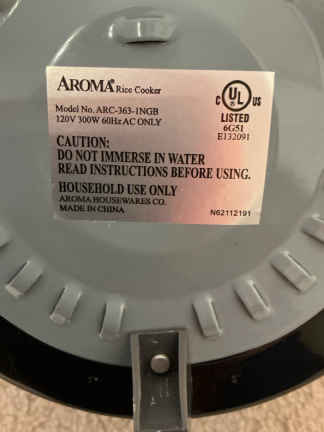 AROMA® Rice Cooker
Model No. ARC-363-1NGB
120V 300W 60Hz AC ONLY
C UL US
LISTED
6G51
E132091
CAUTION:
DO NOT IMMERSE IN WATER
READ INSTRUCTIONS BEFORE USING.
HOUSEHOLD USE ONLY
AROMA HOUSEWARES CO.
MADE IN CHINA
N62112191